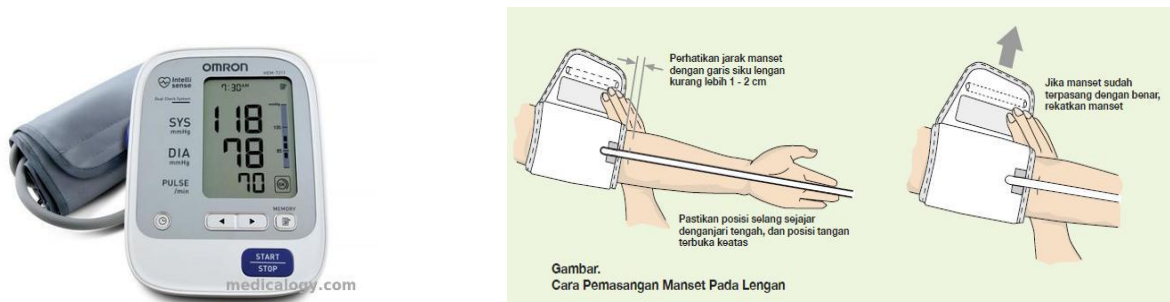 OMRON
Intelli
sense
7:30AM
SYS
mmHg
118
DIA
mmHg
78
PULSE
/min
70
MEMORY
START
STOP
medicalogy.com
Perhatikan jarak manset
dengan garis siku lengan
kurang lebih 1 - 2 cm
Pastikan posisi selang sejajar
denganjari tengah, dan posisi tangan
terbuka keatas
Jika manset sudah
terpasang dengan benar,
rekatkan manset
Gambar.
Cara Pemasangan Manset Pada Lengan